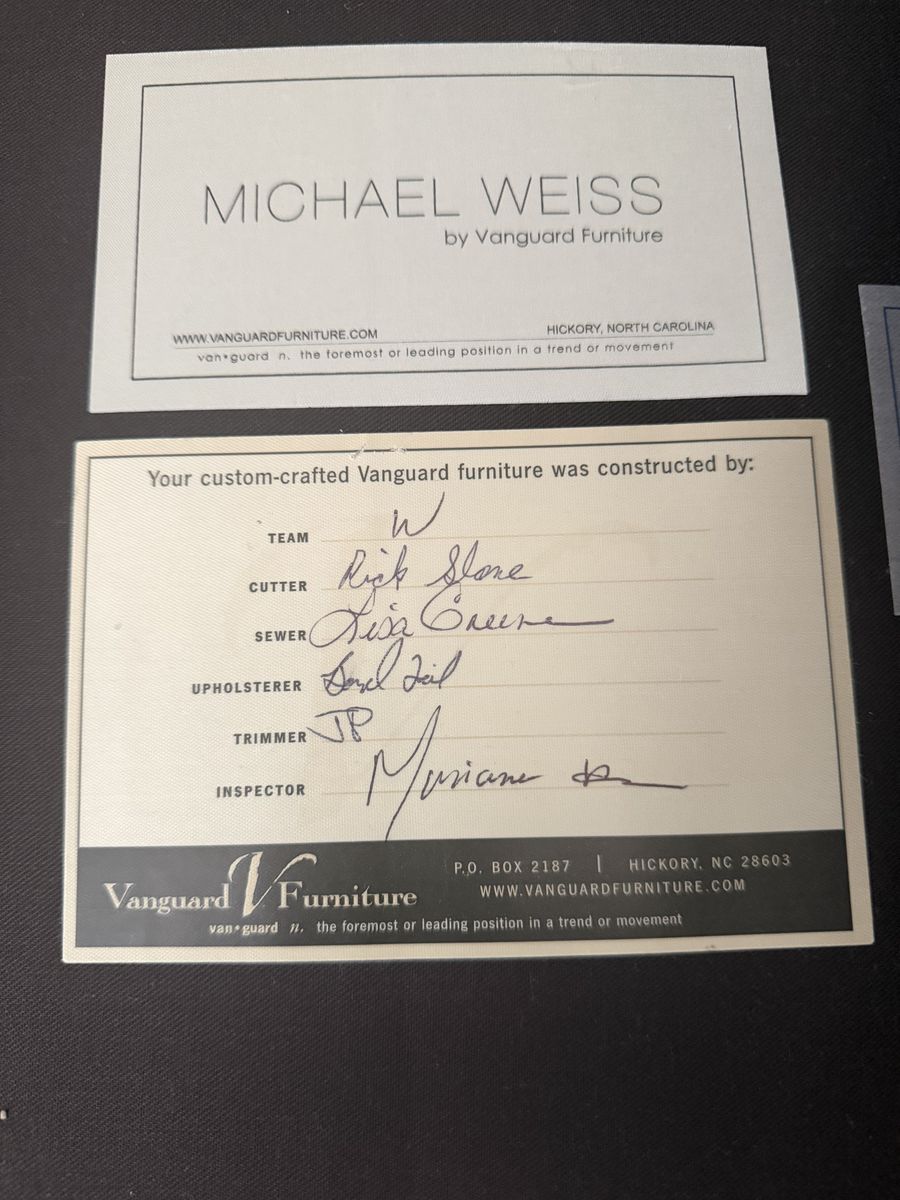 MICHAEL WEISS
by Vanguard Furniture
WWW.VANGUARDFURNITURE.COM HICKORY, NORTH CAROLINA
van•guard n. the foremost or leading position in a trend or movement
Your custom-crafted Vanguard furniture was constructed by:
TEAM W
CUTTER Rick Slone
SEWER Lisa Greene
UPHOLSTERER
TRIMMER JP
INSPECTOR
Vanguard V Furniture
P.O. BOX 2187 | HICKORY, NC 28603
WWW.VANGUARDFURNITURE.COM
van•guard n. the foremost or leading position in a trend or movement